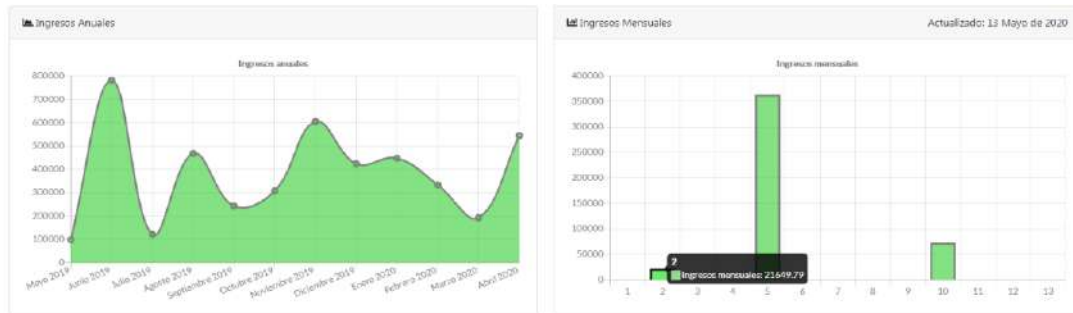 Ingresos Anuales
Ingresos anuales
800000
700000
600000
500000
400000
300000
200000
100000
0
Mayo 2019
Junio 2019
Julio 2019
Agosto 2019
Septiembre 2019
Octubre 2019
Noviembre 2019
Diciembre 2019
Enero 2020
Febrero 2020
Marzo 2020
Abril 2020
Ingresos Mensuales
Actualizado: 13 Mayo de 2020
Ingresos mensuales
400000
350000
300000
250000
200000
150000
100000
50000
0
2
Ingresos mensuales: 21649.79
1 2 3 4 5 6 7 8 9 10 11 12 13